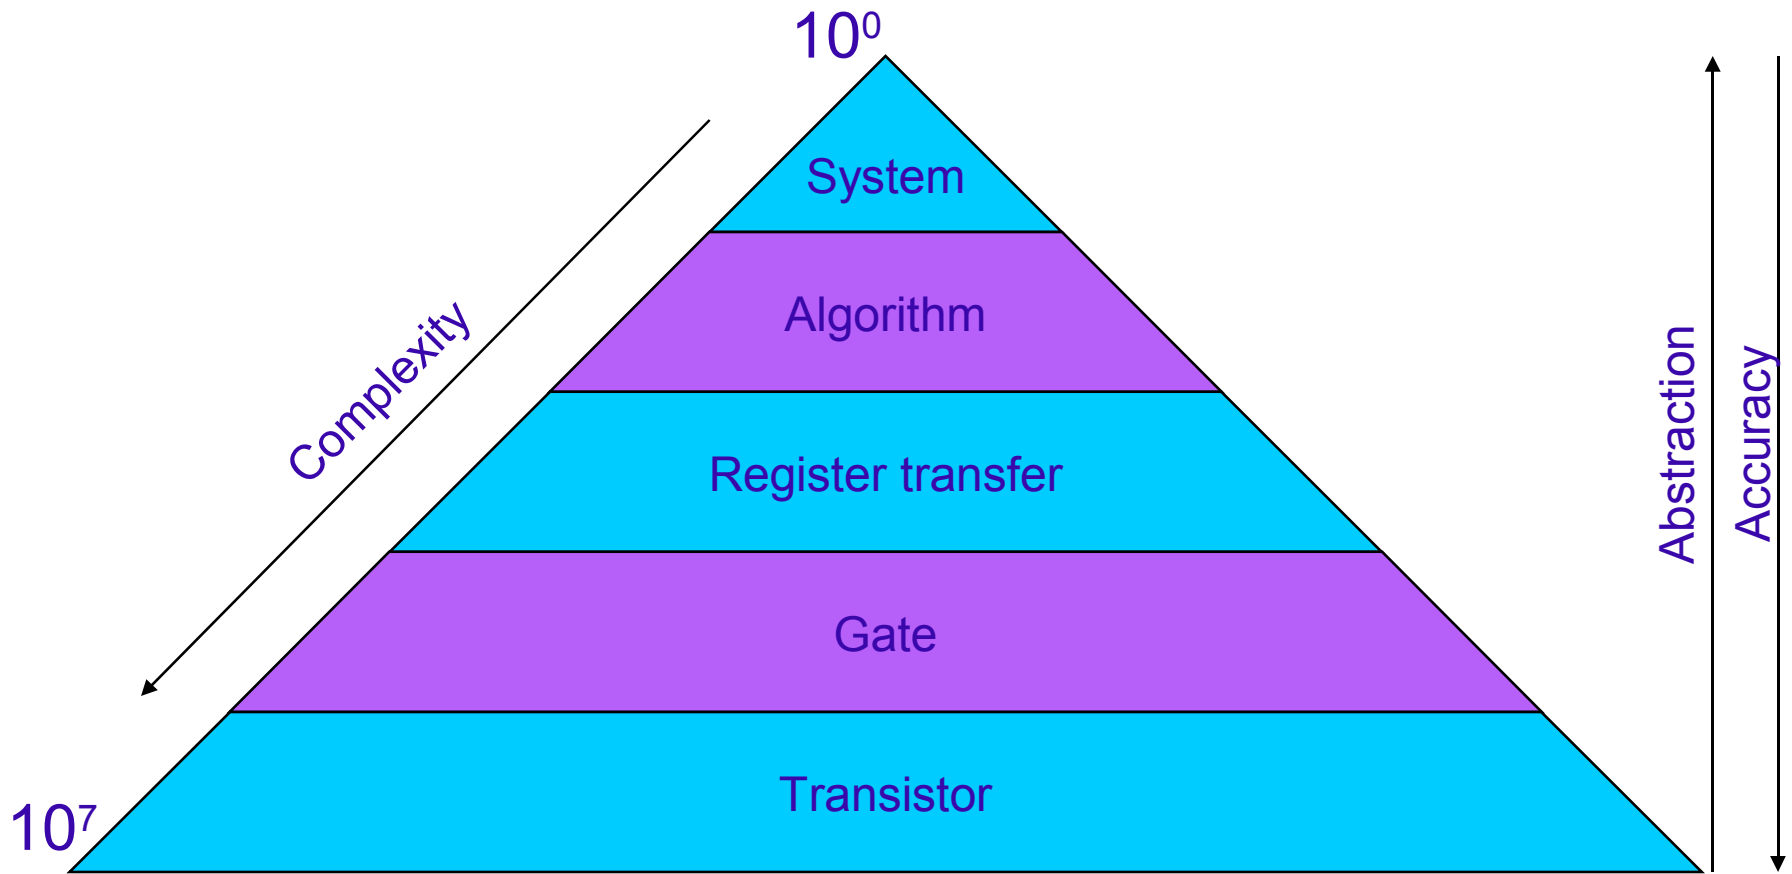 10⁰
System
Algorithm
Register transfer
Gate
Transistor
10⁷
Complexity
Abstraction
Accuracy